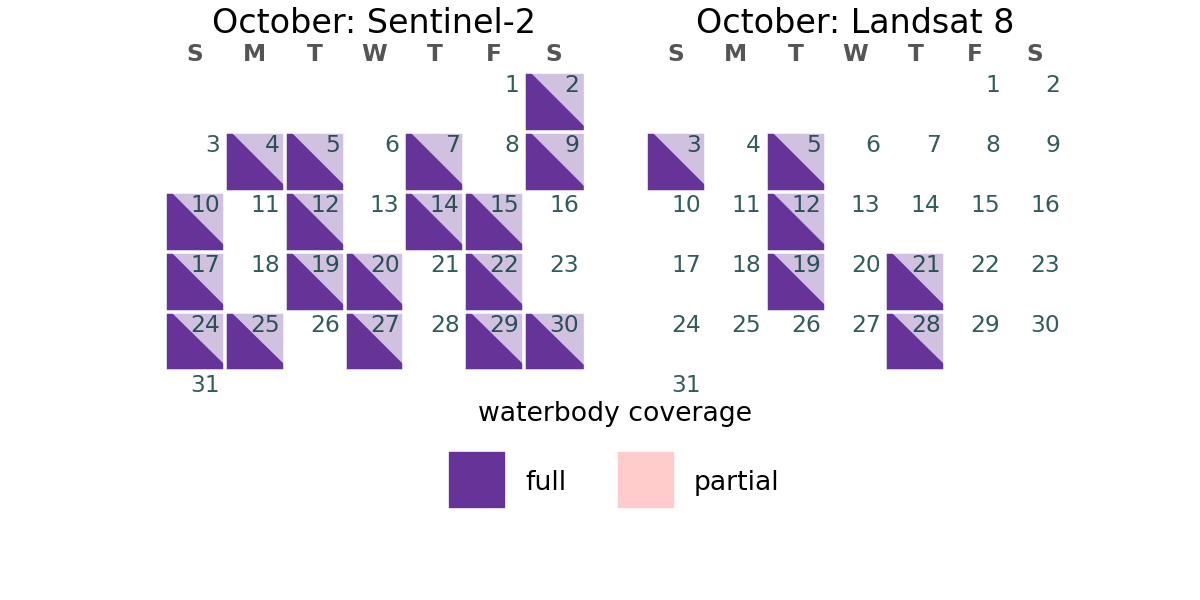 October: Sentinel-2
S M T W T F S
1 2
3 4 5 6 7 8 9
10 11 12 13 14 15 16
17 18 19 20 21 22 23
24 25 26 27 28 29 30
31
October: Landsat 8
S M T W T F S
1 2
3 4 5 6 7 8 9
10 11 12 13 14 15 16
17 18 19 20 21 22 23
24 25 26 27 28 29 30
31
waterbody coverage
full partial